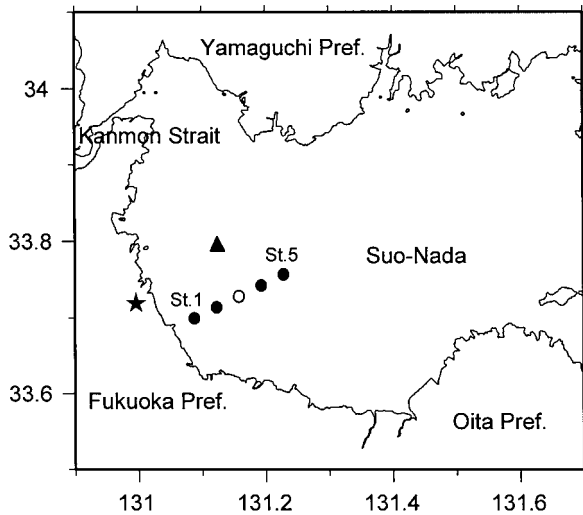 Yamaguchi Pref.
34
Kanmon Strait
33.8
St.5
Suo-Nada
St.1
33.6
Fukuoka Pref.
Oita Pref.
131
131.2
131.4
131.6